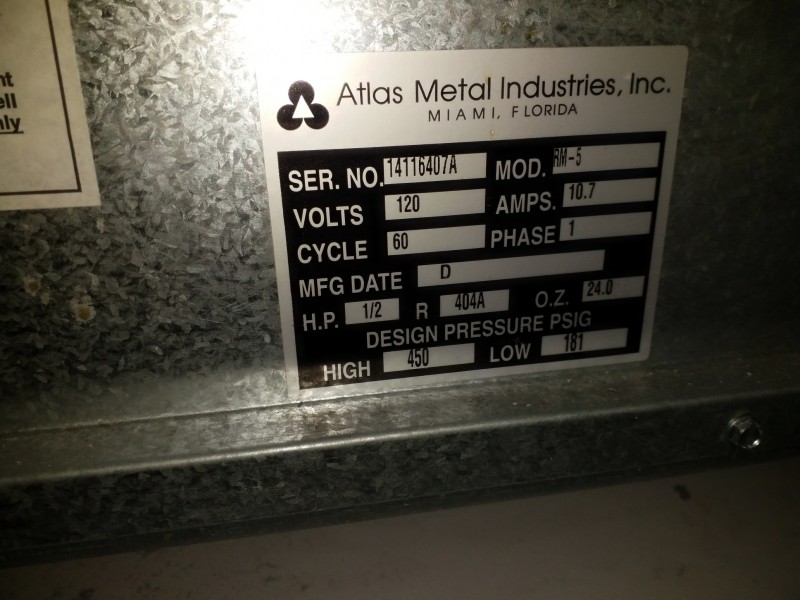 nt
ell
nly
Atlas Metal Industries, Inc.
MIAMI, FLORIDA
SER. NO. 14116407A MOD. RM-5
VOLTS 120 AMPS. 10.7
CYCLE 60 PHASE 1
MFG DATE D
H.P. 1/2 R 404A O.Z. 24.0
DESIGN PRESSURE PSIG
HIGH 450 LOW 181